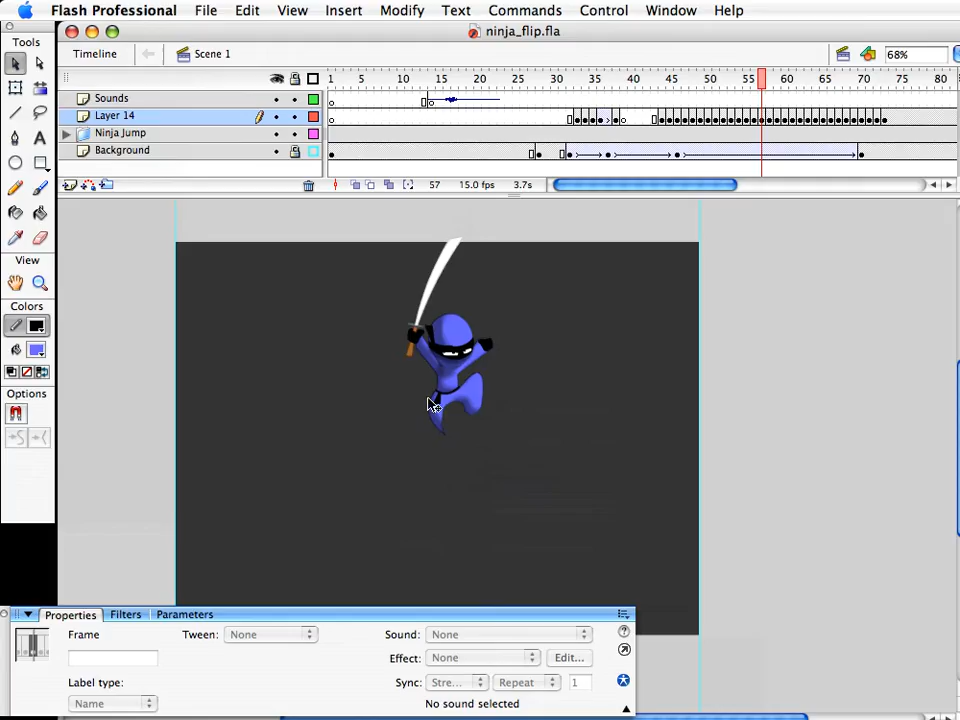 Flash Professional File Edit View Insert Modify Text Commands Control Window Help
ninja_flip.fla
Tools
Timeline
Scene 1
68%
1 5 10 15 20 25 30 35 40 45 50 55 60 65 70 75 80
Sounds
Layer 14
Ninja Jump
Background
57 15.0 fps 3.7s
View
Colors
Options
Properties Filters Parameters
Frame
Tween: None
Sound: None
Effect: None
Edit...
Label type:
Sync: Stre... Repeat 1
Name
No sound selected